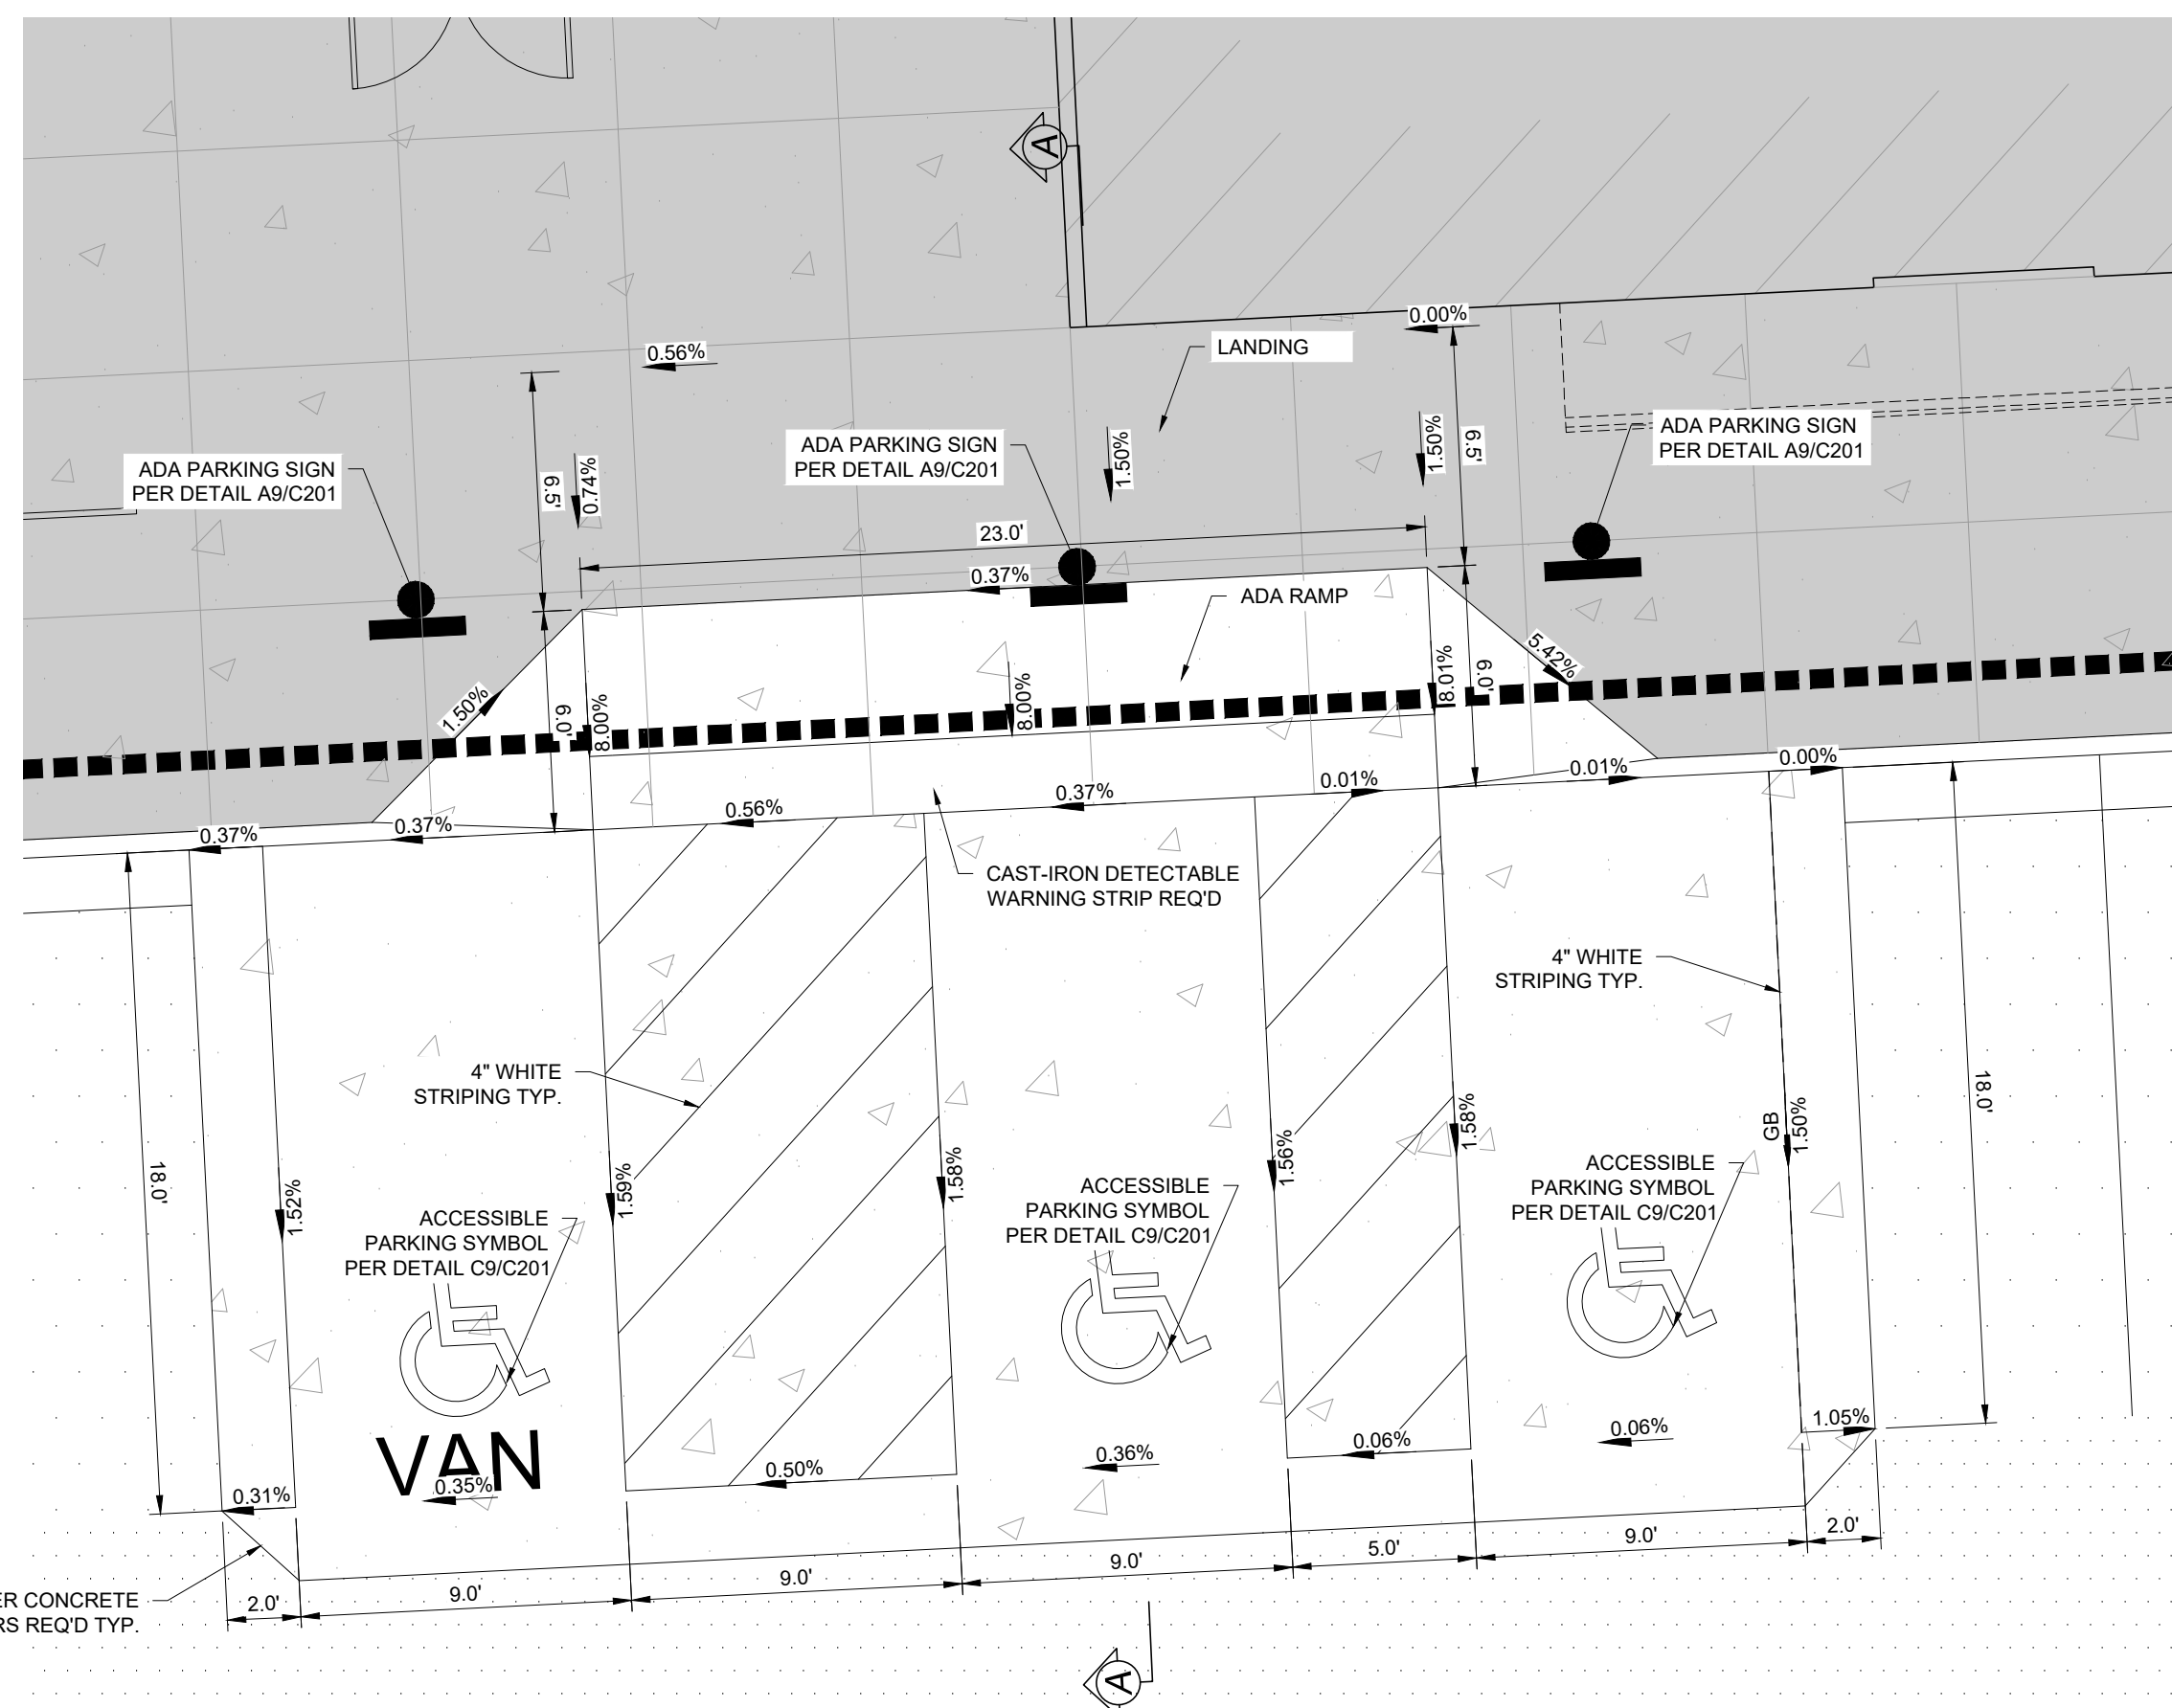 A
0.00%
LANDING
0.56%
ADA PARKING SIGN
PER DETAIL A9/C201
ADA PARKING SIGN
PER DETAIL A9/C201
ADA PARKING SIGN
PER DETAIL A9/C201
6.5'
0.74%
1.50%
1.50%
6.5'
23.0'
0.37%
ADA RAMP
1.50%
6.0'
8.00%
8.00%
8.01%
6.0'
5.42%
0.37%
0.37%
0.56%
0.37%
0.01%
0.01%
0.00%
CAST-IRON DETECTABLE
WARNING STRIP REQ'D
4" WHITE
STRIPING TYP.
4" WHITE
STRIPING TYP.
18.0'
1.52%
1.59%
1.58%
1.56%
1.58%
GB
1.50%
18.0'
ACCESSIBLE
PARKING SYMBOL
PER DETAIL C9/C201
ACCESSIBLE
PARKING SYMBOL
PER DETAIL C9/C201
ACCESSIBLE
PARKING SYMBOL
PER DETAIL C9/C201
VAN
0.31%
0.35%
0.50%
0.36%
0.06%
0.06%
1.05%
ER CONCRETE
RS REQ'D TYP.
2.0'
9.0'
9.0'
9.0'
5.0'
9.0'
2.0'
A